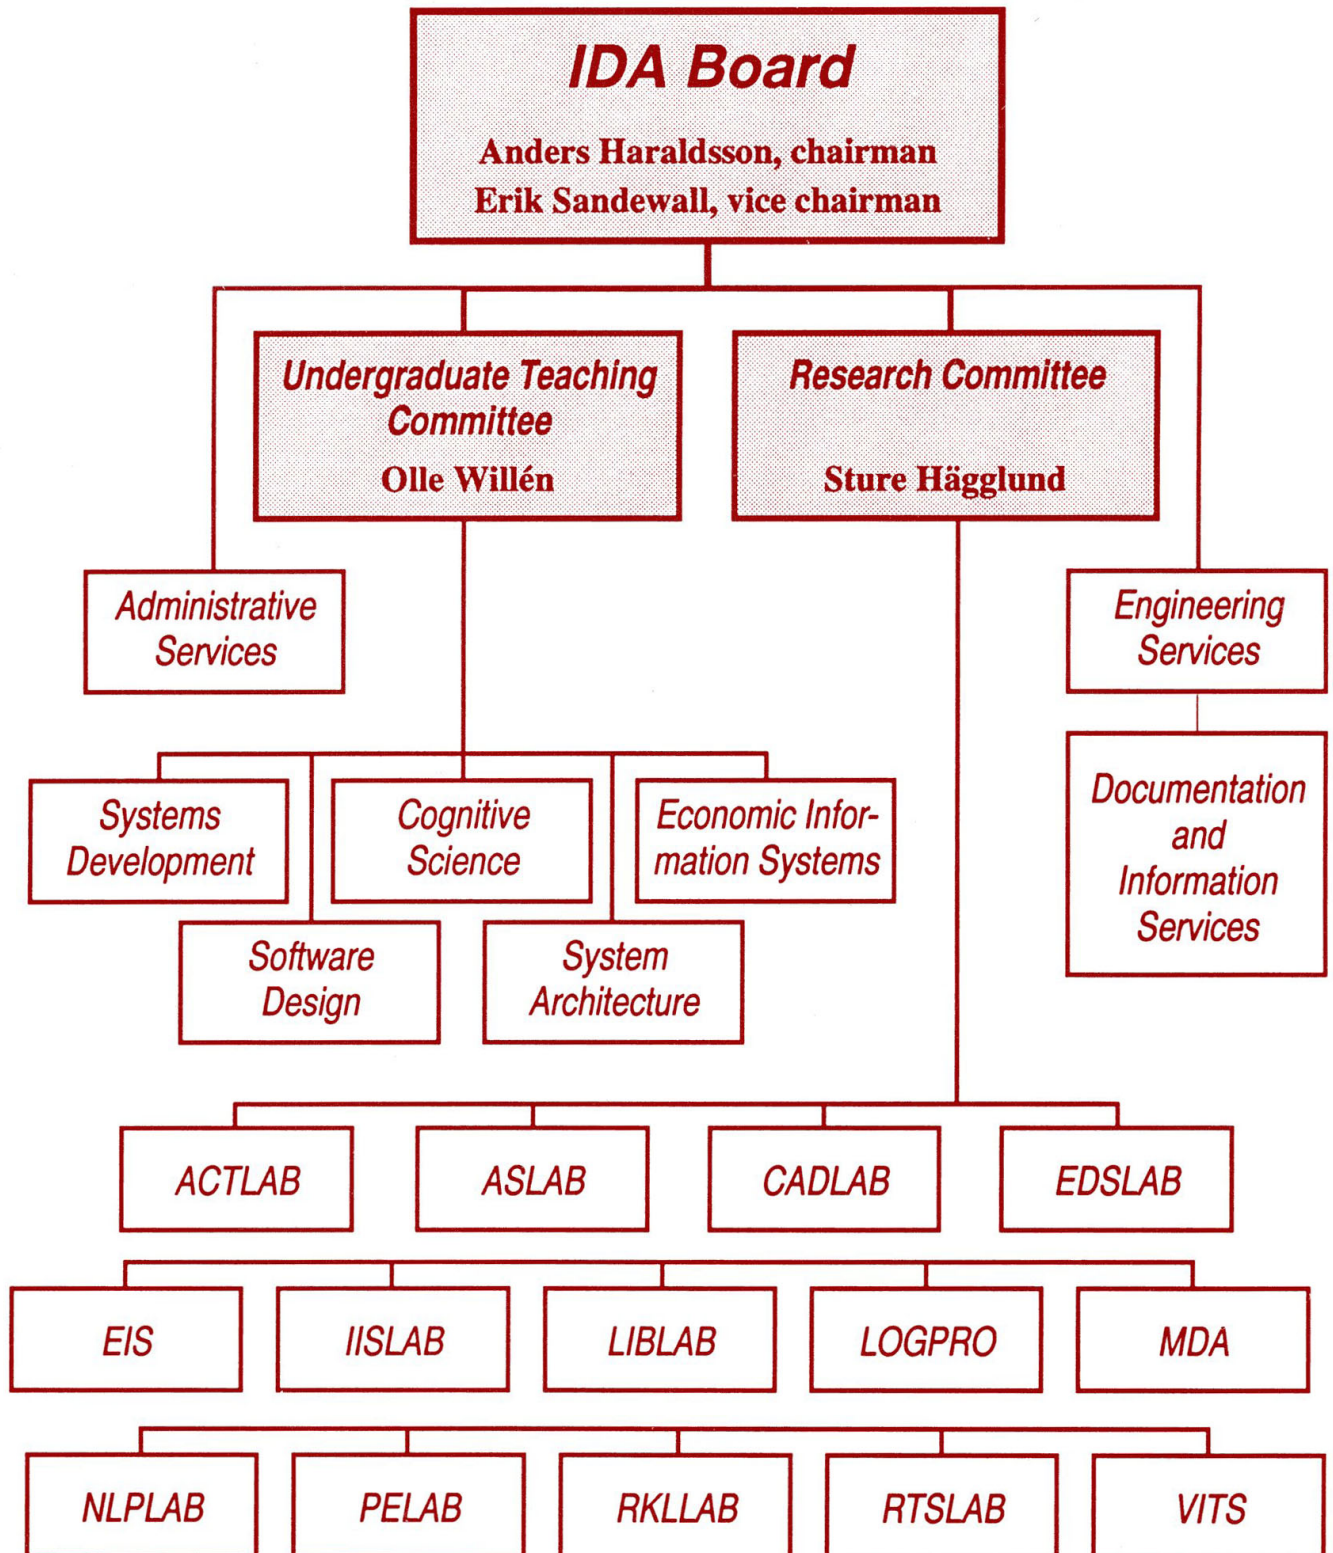 IDA Board
Anders Haraldsson, chairman
Erik Sandewall, vice chairman
Undergraduate Teaching
Committee
Olle Willén
Research Committee
Sture Hägglund
Administrative
Services
Engineering
Services
Systems
Development
Cognitive
Science
Economic Infor-
mation Systems
Documentation
and
Information
Services
Software
Design
System
Architecture
ACTLAB
ASLAB
CADLAB
EDSLAB
EIS
IISLAB
LIBLAB
LOGPRO
MDA
NLPLAB
PELAB
RKLLAB
RTSLAB
VITS